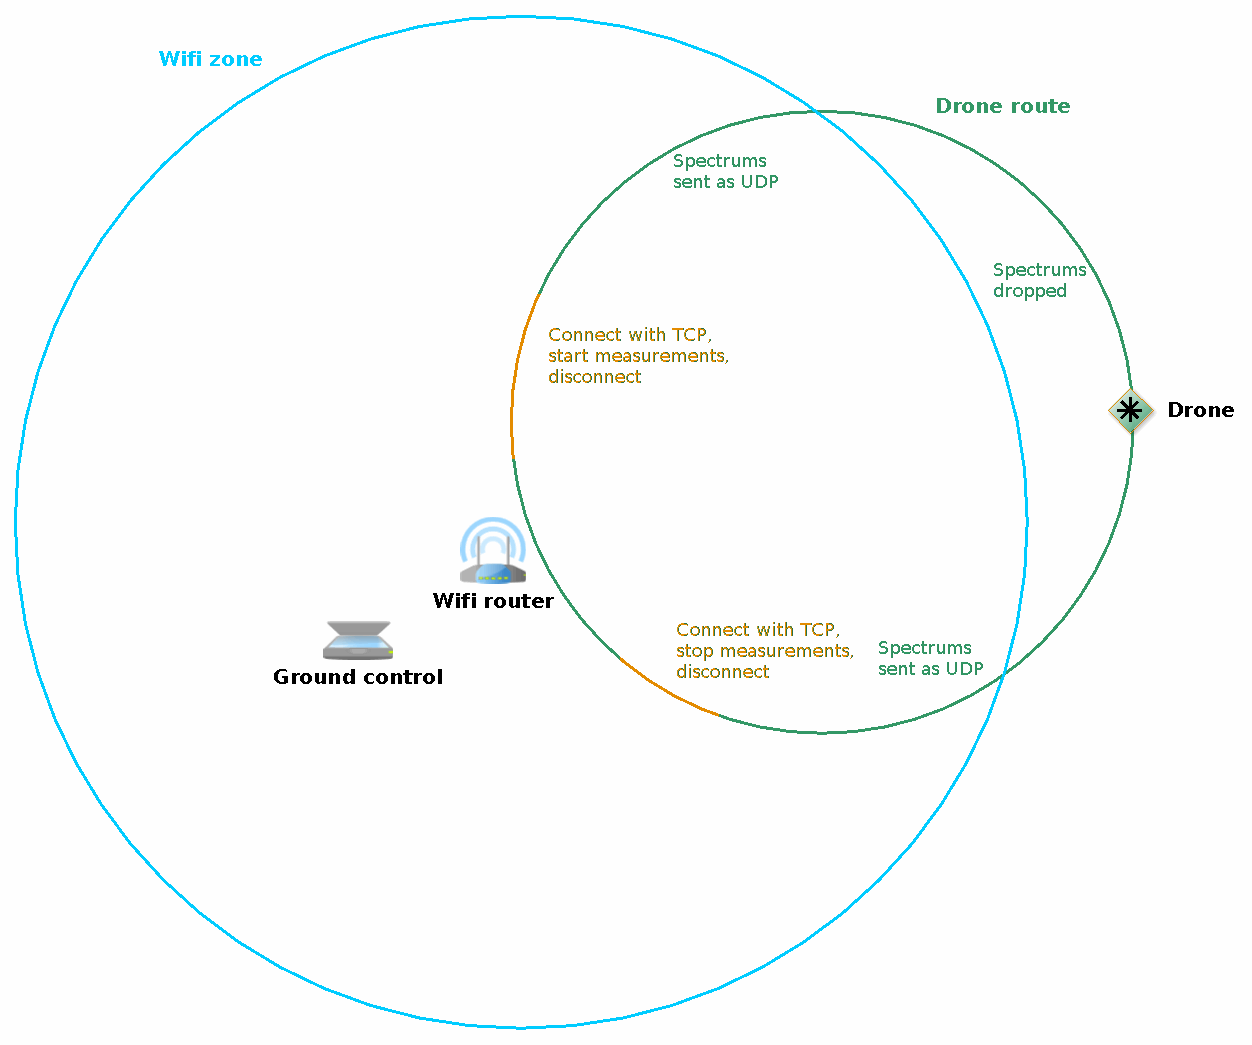 Wifi zone
Drone route
Spectrums
sent as UDP
Spectrums
dropped
Connect with TCP,
start measurements,
disconnect
Drone
Wifi router
Ground control
Connect with TCP,
stop measurements,
disconnect
Spectrums
sent as UDP